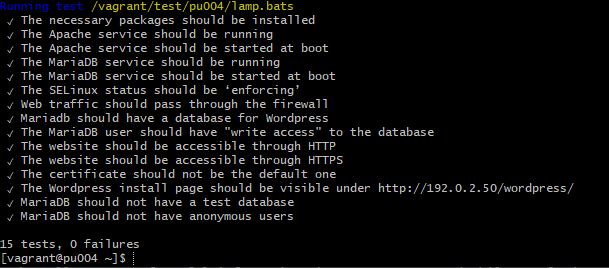 Running test /vagrant/test/pu004/lamp.bats
✓ The necessary packages should be installed
✓ The Apache service should be running
✓ The Apache service should be started at boot
✓ The MariaDB service should be running
✓ The MariaDB service should be started at boot
✓ The SELinux status should be ‘enforcing’
✓ Web traffic should pass through the firewall
✓ Mariadb should have a database for Wordpress
✓ The MariaDB user should have "write access" to the database
✓ The website should be accessible through HTTP
✓ The website should be accessible through HTTPS
✓ The certificate should not be the default one
✓ The Wordpress install page should be visible under http://192.0.2.50/wordpress/
✓ MariaDB should not have a test database
✓ MariaDB should not have anonymous users
15 tests, 0 failures
[vagrant@pu004 ~]$